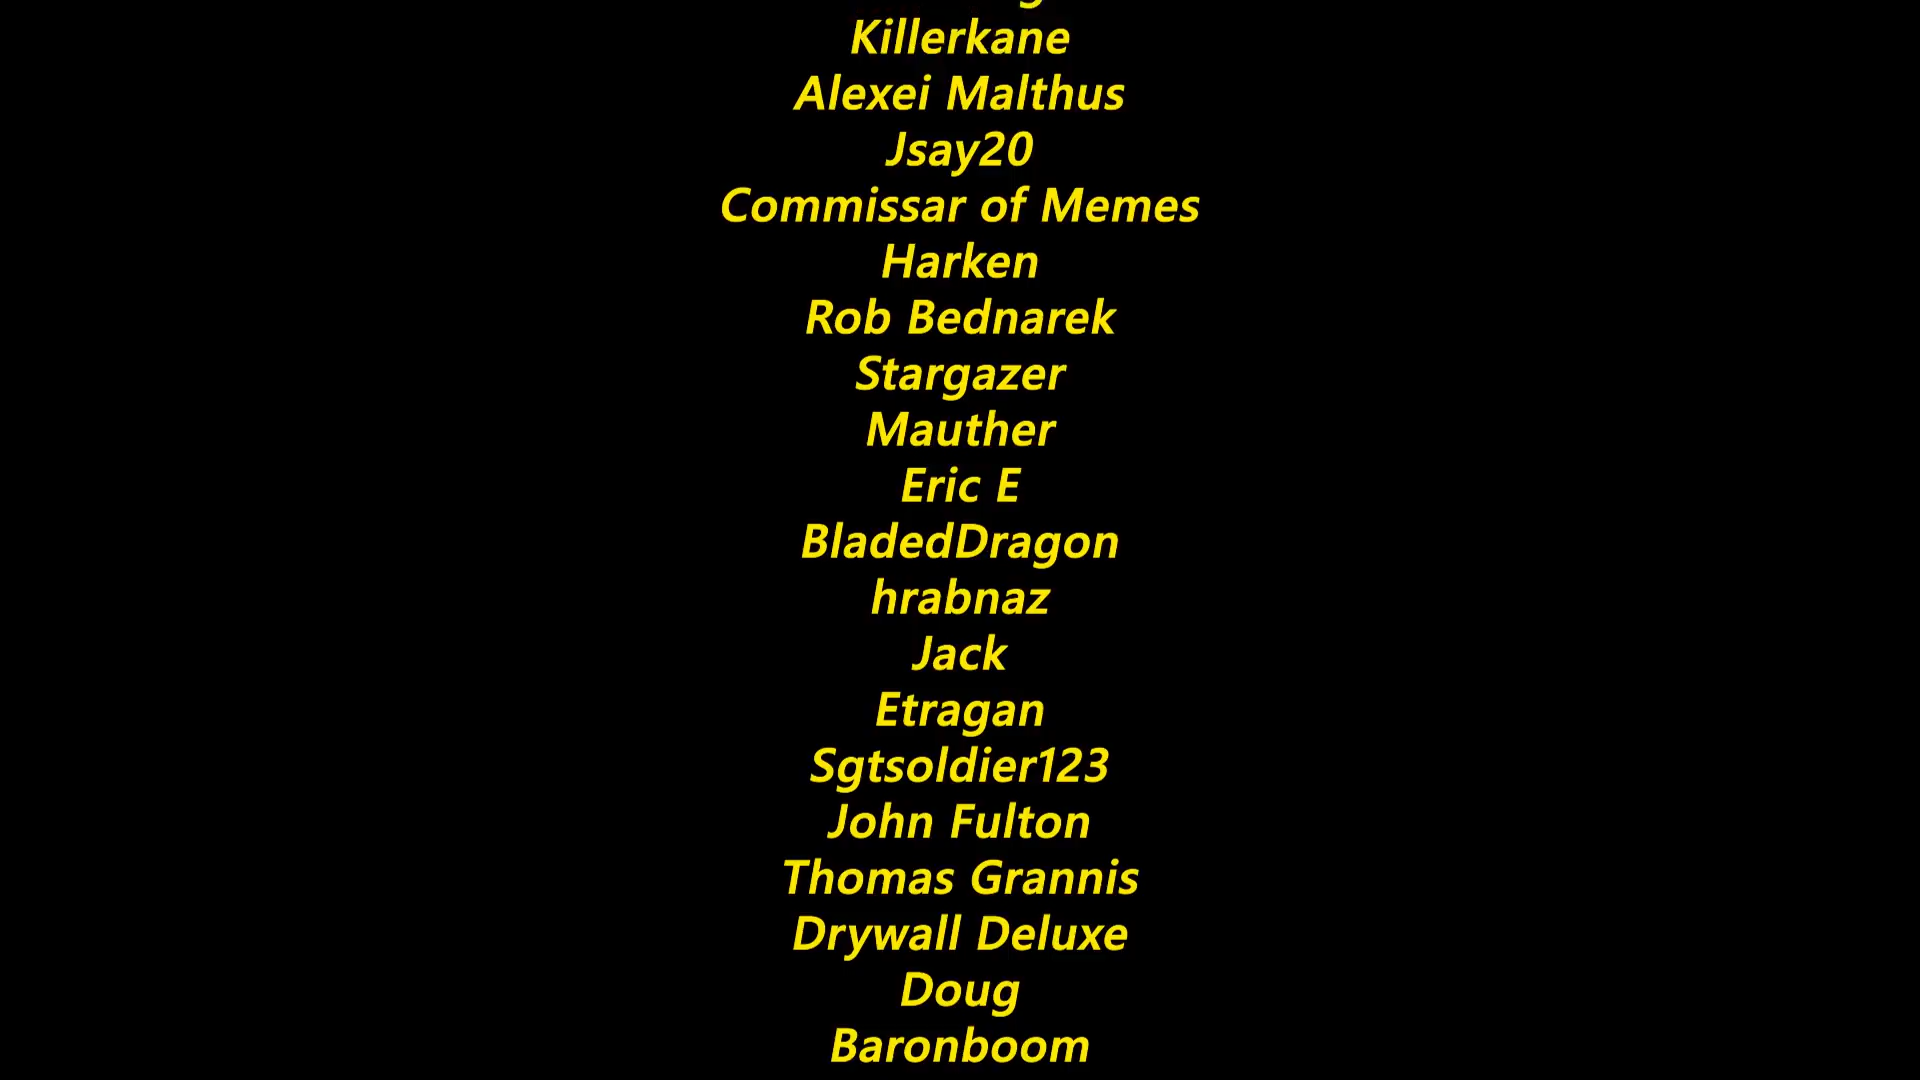 Killerkane
Alexei Malthus
Jsay20
Commissar of Memes
Harken
Rob Bednarek
Stargazer
Mauther
Eric E
BladedDragon
hrabnaz
Jack
Etragan
Sgtsoldier123
John Fulton
Thomas Grannis
Drywall Deluxe
Doug
Baronboom